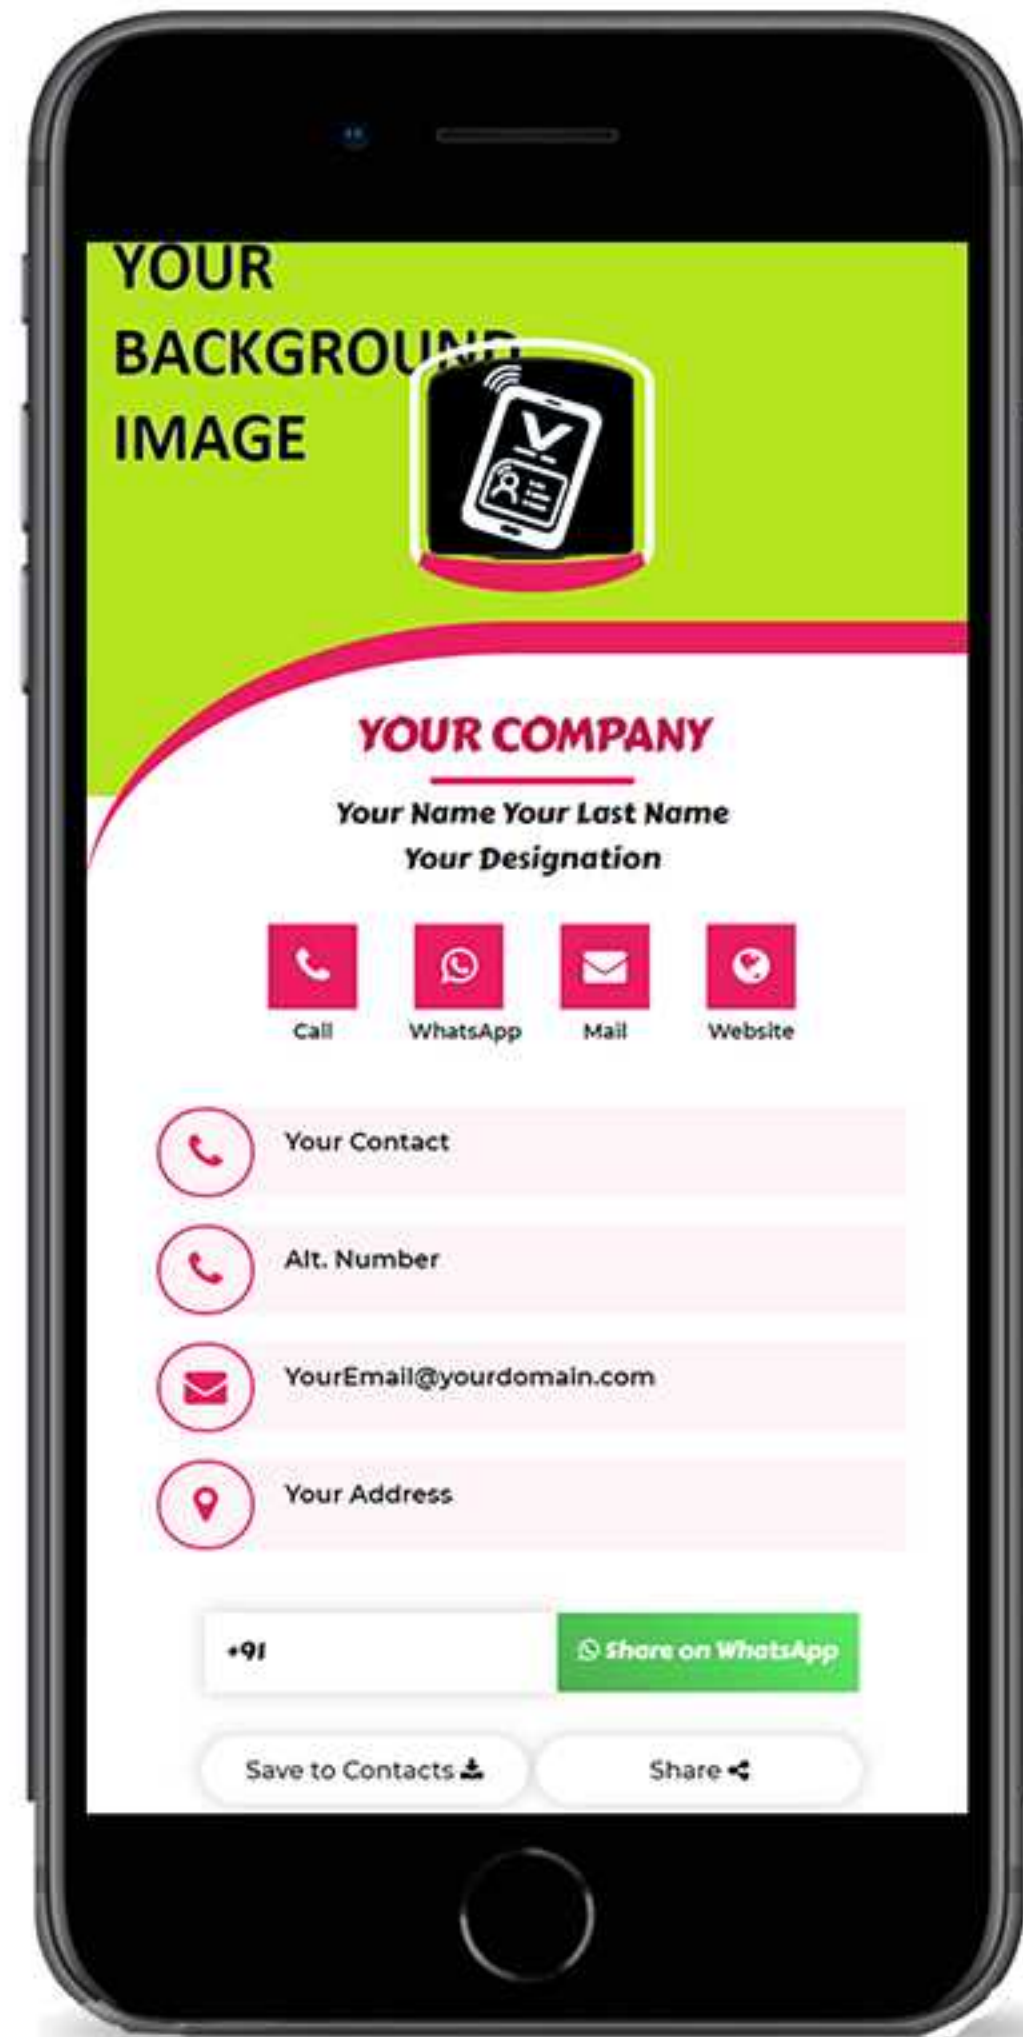 YOUR
BACKGROUND
IMAGE
YOUR COMPANY
Your Name Your Last Name
Your Designation
Call WhatsApp Mail Website
Your Contact
Alt. Number
YourEmail@yourdomain.com
Your Address
+91 Share on WhatsApp
Save to Contacts Share